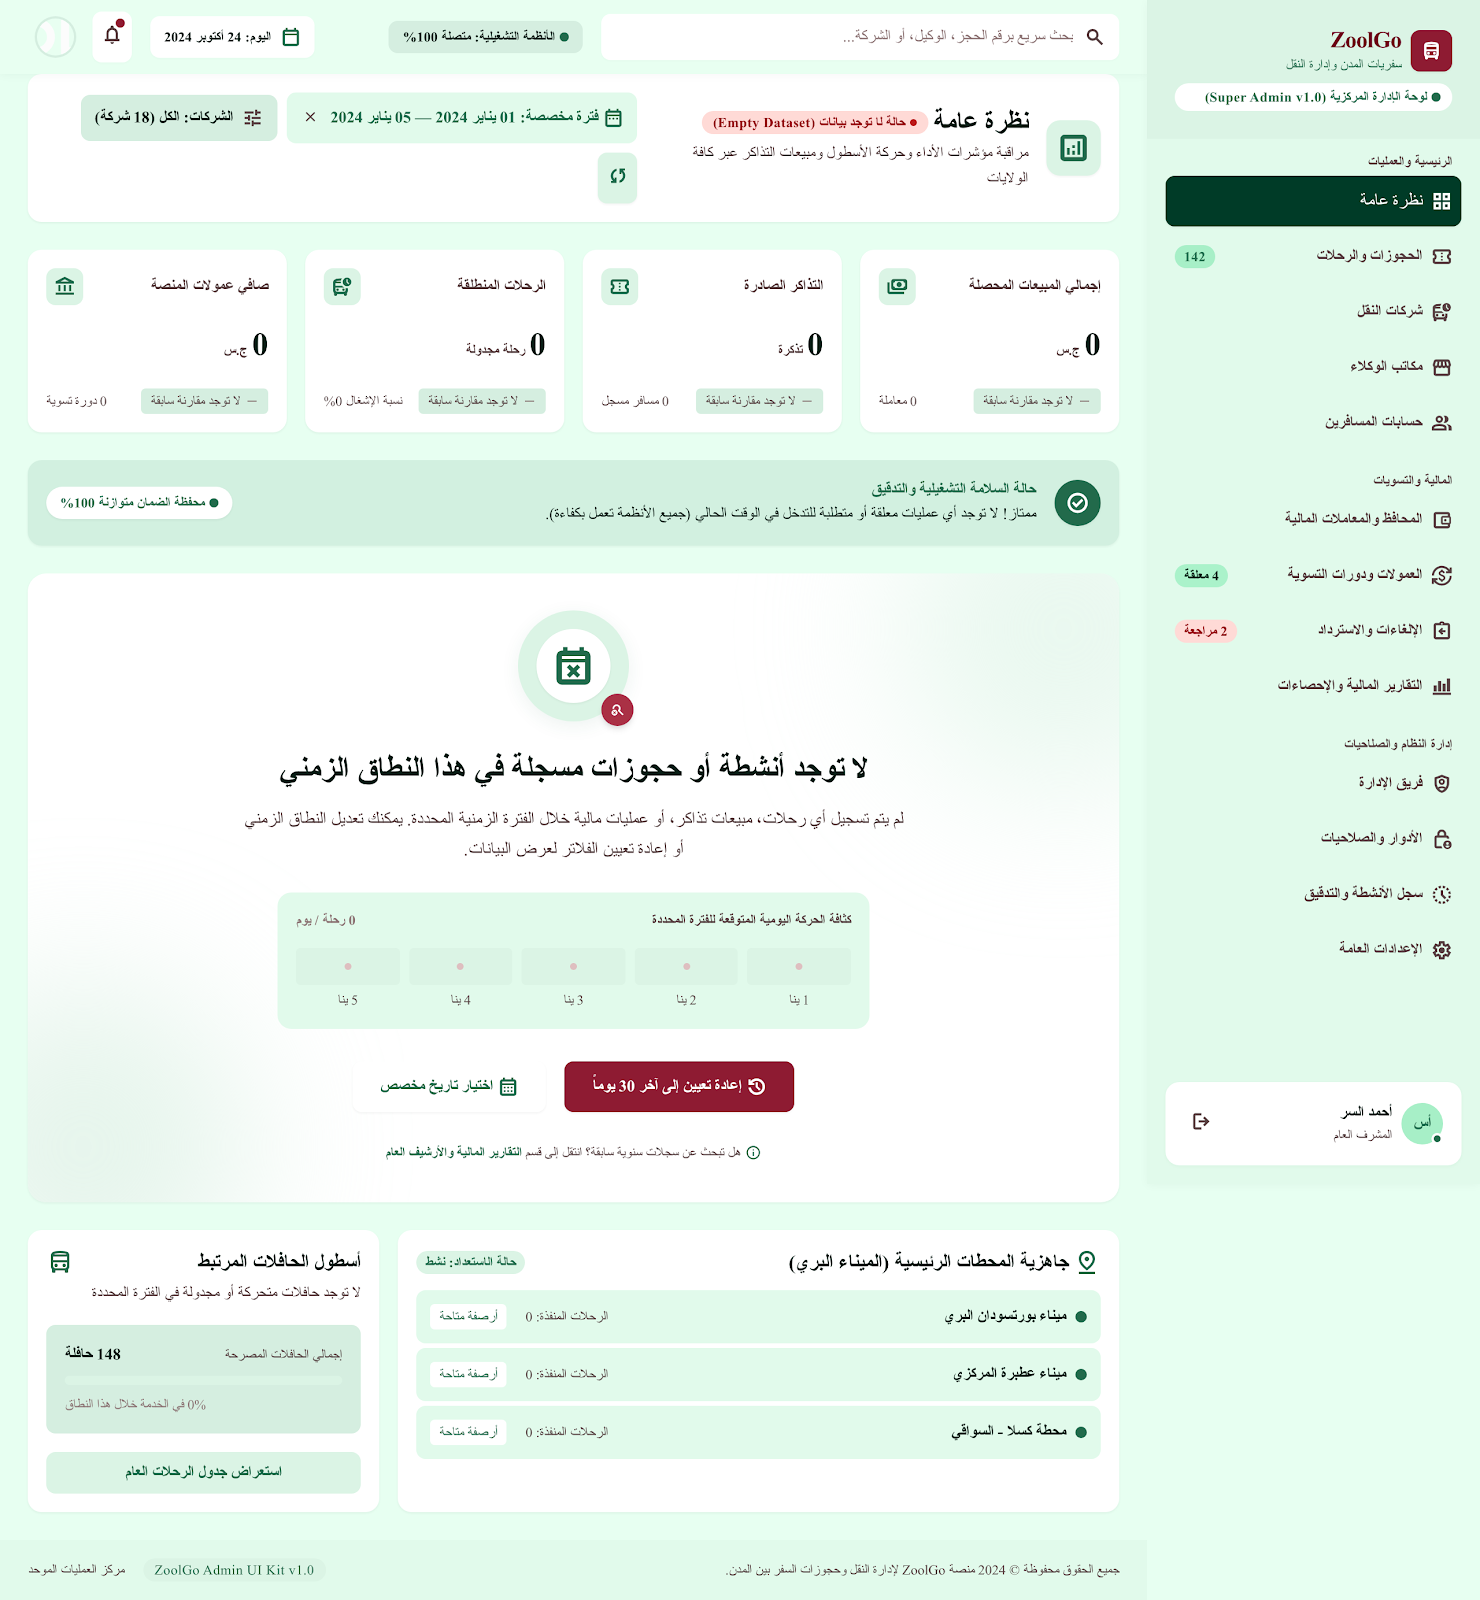 ZoolGo
سفريات المدن وإدارة النقل
لوحة الإدارة المركزية (Super Admin v1.0)
الرئيسية والعمليات
نظرة عامة
الحجوزات والرحلات
142
شركات النقل
مكاتب الوكلاء
حسابات المسافرين
المالية والتسويات
المحافظ والمعاملات المالية
العمولات ودورات التسوية
4 معلقة
الإلغاءات والاسترداد
2 مراجعة
التقارير المالية والإحصاءات
إدارة النظام والصلاحيات
فريق الإدارة
الأدوار والصلاحيات
سجل الأنشطة والتدقيق
الإعدادات العامة
أس
أحمد السر
المشرف العام
بحث سريع برقم الحجز، الوكيل، أو الشركة...
الأنظمة التشغيلية: متصلة 100%
اليوم: 24 أكتوبر 2024
نظرة عامة
حالة لا توجد بيانات (Empty Dataset)
مراقبة مؤشرات الأداء وحركة الأسطول ومبيعات التذاكر عبر كافة
الولايات
فترة مخصصة: 01 يناير 2024 — 05 يناير 2024
الشركات: الكل (18 شركة)
إجمالي المبيعات المحصلة
0 ج.س
— لا توجد مقارنة سابقة
0 معاملة
التذاكر الصادرة
0 تذكرة
— لا توجد مقارنة سابقة
0 مسافر مسجل
الرحلات المنطلقة
0 رحلة مجدولة
— لا توجد مقارنة سابقة
نسبة الإشغال 0%
صافي عمولات المنصة
0 ج.س
— لا توجد مقارنة سابقة
0 دورة تسوية
حالة السلامة التشغيلية والتدقيق
ممتاز! لا توجد أي عمليات معلقة أو متطلبة للتدخل في الوقت الحالي (جميع الأنظمة تعمل بكفاءة).
محفظة الضمان متوازنة 100%
لا توجد أنشطة أو حجوزات مسجلة في هذا النطاق الزمني
لم يتم تسجيل أي رحلات، مبيعات تذاكر، أو عمليات مالية خلال الفترة الزمنية المحددة. يمكنك تعديل النطاق الزمني
أو إعادة تعيين الفلاتر لعرض البيانات.
كثافة الحركة اليومية المتوقعة للفترة المحددة
0 رحلة / يوم
1 ينا
2 ينا
3 ينا
4 ينا
5 ينا
إعادة تعيين إلى آخر 30 يوماً
اختيار تاريخ مخصص
هل تبحث عن سجلات سنوية سابقة؟ انتقل إلى قسم التقارير المالية والأرشيف العام
جاهزية المحطات الرئيسية (الميناء البري)
حالة الاستعداد: نشط
ميناء بورتسودان البري
الرحلات المنفذة: 0
أرصفة متاحة
ميناء عطبرة المركزي
الرحلات المنفذة: 0
أرصفة متاحة
محطة كسلا - السواقي
الرحلات المنفذة: 0
أرصفة متاحة
أسطول الحافلات المرتبط
لا توجد حافلات متحركة أو مجدولة في الفترة المحددة
إجمالي الحافلات المصرحة
148 حافلة
0% في الخدمة خلال هذا النطاق
استعراض جدول الرحلات العام
جميع الحقوق محفوظة © 2024 منصة ZoolGo لإدارة النقل وحجوزات السفر بين المدن.
ZoolGo Admin UI Kit v1.0
مركز العمليات الموحد